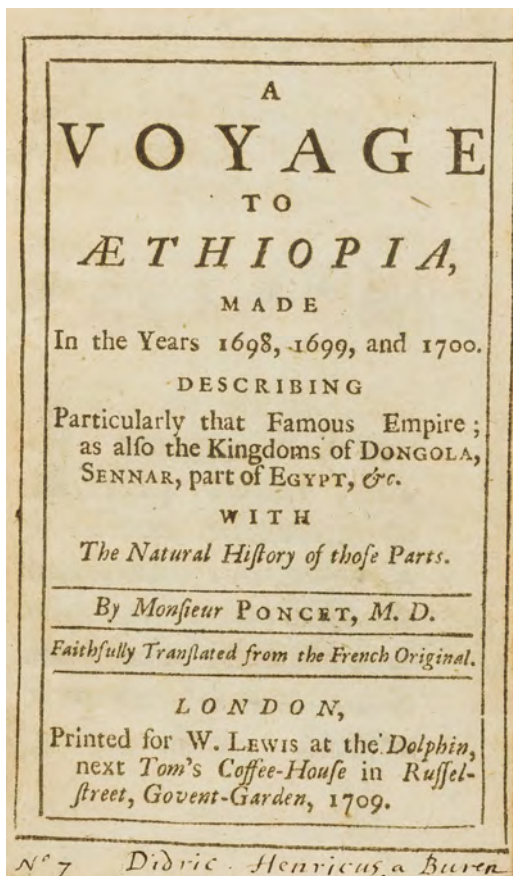 A
VOYAGE
TO
ÆTHIOPIA,
MADE
In the Years 1698, 1699, and 1700.
DESCRIBING
Particularly that Famous Empire;
as alſo the Kingdoms of DONGOLA,
SENNAR, part of EGYPT, &c.
WITH
The Natural Hiſtory of thoſe Parts.
By Monſieur PONCET, M. D.
Faithfully Tranſlated from the French Original.
LONDON,
Printed for W. LEWIS at the Dolphin,
next Tom's Coffee-Houſe in Ruſſel-
ſtreet, Govent-Garden, 1709.
No 7 Didric. Henricus a Buren